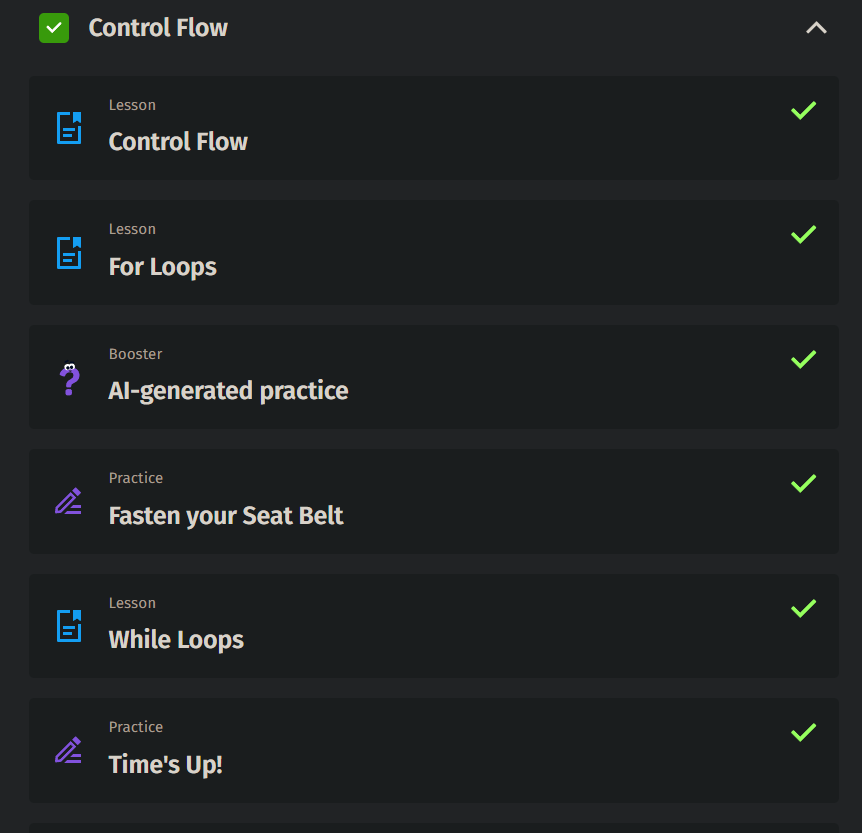 Control Flow
Lesson
Control Flow
Lesson
For Loops
Booster
AI-generated practice
Practice
Fasten your Seat Belt
Lesson
While Loops
Practice
Time's Up!